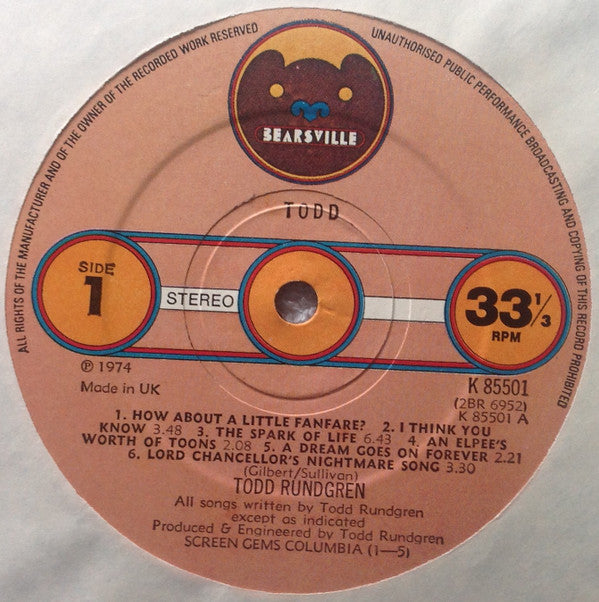 ALL RIGHTS OF THE MANUFACTURER AND OF THE OWNER OF THE RECORDED WORK RESERVED
UNAUTHORISED PUBLIC PERFORMANCE BROADCASTING AND COPYING OF THIS RECORD PROHIBITED
BEARSVILLE
TODD
SIDE
1
STEREO
33 1/3
RPM
℗ 1974
Made in UK
K 85501
(2BR 6952)
K 85501 A
1. HOW ABOUT A LITTLE FANFARE? 2. I THINK YOU
KNOW 3.48 3. THE SPARK OF LIFE 6.43 4. AN ELPEE'S
WORTH OF TOONS 2.08 5. A DREAM GOES ON FOREVER 2.21
6. LORD CHANCELLOR'S NIGHTMARE SONG 3.30
(Gilbert/Sullivan)
TODD RUNDGREN
All songs written by Todd Rundgren
except as indicated
Produced & Engineered by Todd Rundgren
SCREEN GEMS COLUMBIA (1—5)